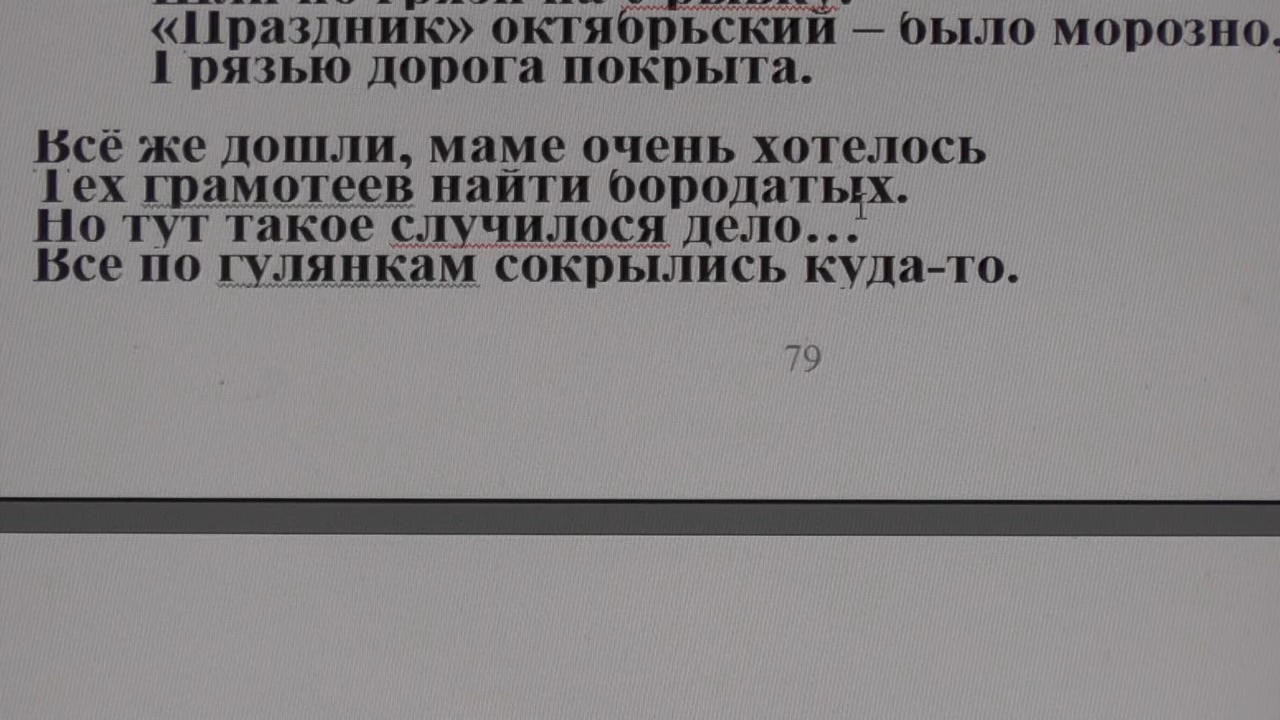 «Праздник» октябрьский – было морозно,
Грязью дорога покрыта.
Всё же дошли, маме очень хотелось
Тех грамотеев найти бородатых.
Но тут такое случилося дело…
Все по гулянкам сокрылись куда-то.
79